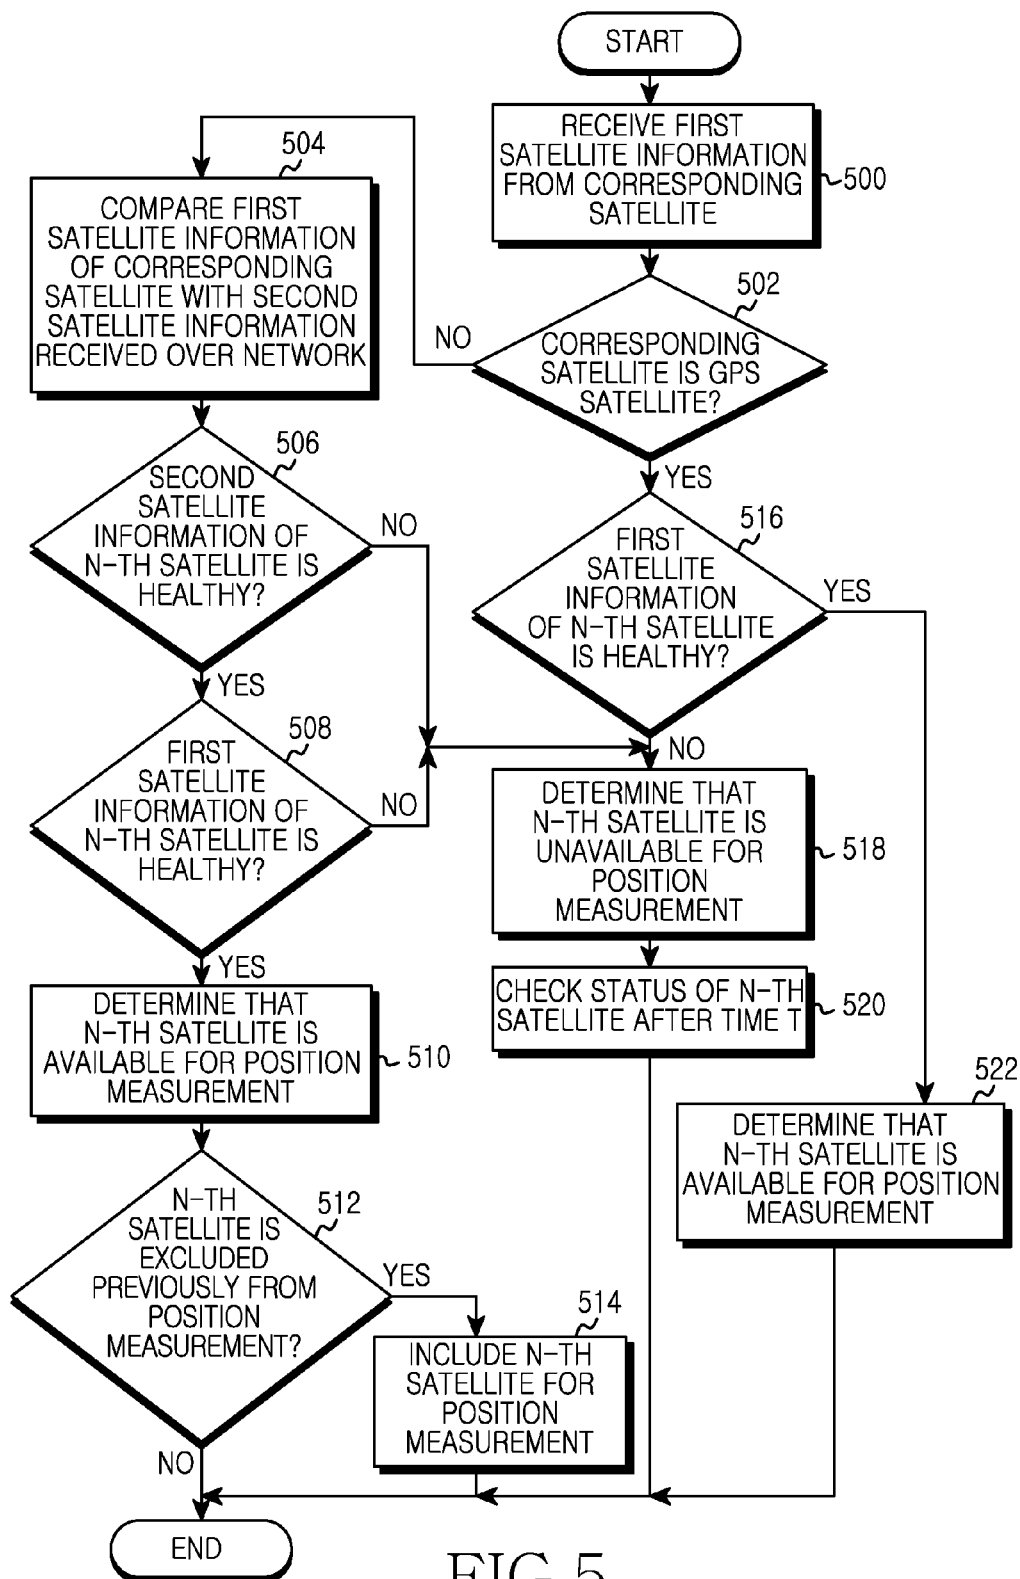 START
RECEIVE FIRST
SATELLITE INFORMATION
FROM CORRESPONDING
SATELLITE
500
504
COMPARE FIRST
SATELLITE INFORMATION
OF CORRESPONDING
SATELLITE WITH SECOND
SATELLITE INFORMATION
RECEIVED OVER NETWORK
502
NO
CORRESPONDING
SATELLITE IS GPS
SATELLITE?
YES
506
SECOND
SATELLITE
INFORMATION OF
N-TH SATELLITE IS
HEALTHY?
NO
YES
516
FIRST
SATELLITE
INFORMATION
OF N-TH SATELLITE
IS HEALTHY?
YES
NO
508
FIRST
SATELLITE
INFORMATION OF
N-TH SATELLITE IS
HEALTHY?
NO
YES
DETERMINE THAT
N-TH SATELLITE IS
UNAVAILABLE FOR
POSITION
MEASUREMENT
518
CHECK STATUS OF N-TH
SATELLITE AFTER TIME T
520
DETERMINE THAT
N-TH SATELLITE IS
AVAILABLE FOR POSITION
MEASUREMENT
510
522
DETERMINE THAT
N-TH SATELLITE IS
AVAILABLE FOR POSITION
MEASUREMENT
512
N-TH
SATELLITE IS
EXCLUDED
PREVIOUSLY FROM
POSITION
MEASUREMENT?
YES
NO
514
INCLUDE N-TH
SATELLITE FOR
POSITION
MEASUREMENT
END
FIG.5